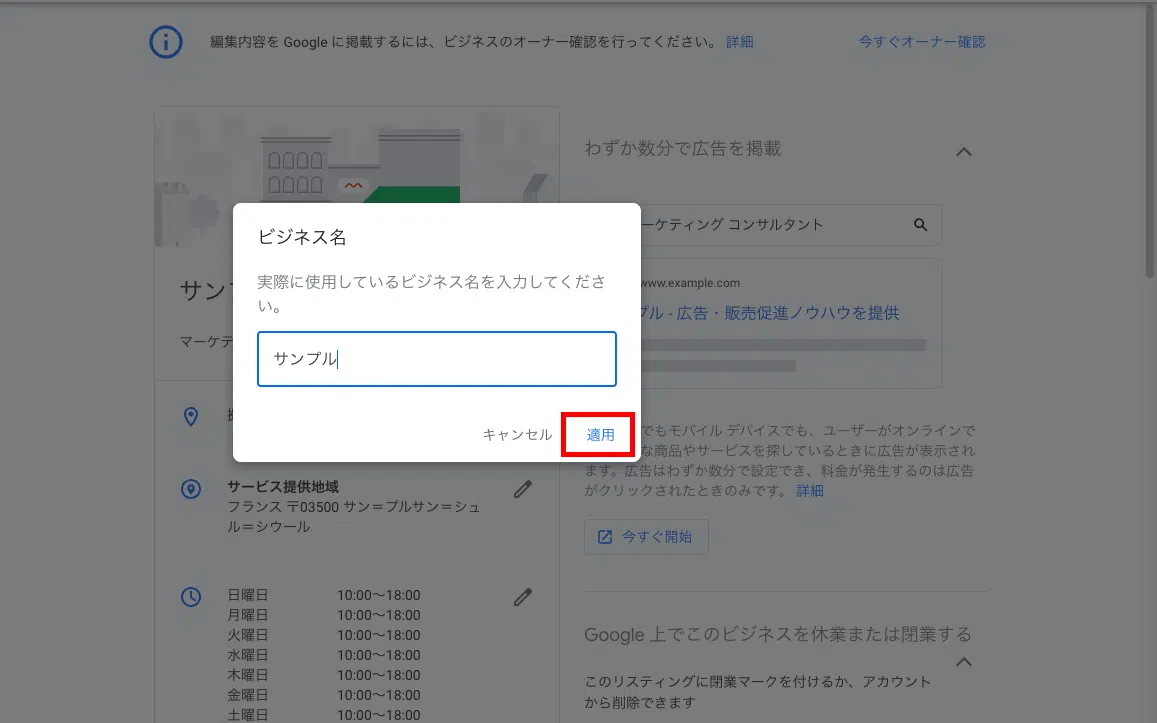 編集内容を Google に掲載するには、ビジネスのオーナー確認を行ってください。 詳細
今すぐオーナー確認
ビジネス名
実際に使用しているビジネス名を入力してくださ
い。
サンプル
キャンセル
適用
サン
マーケテ
サービス提供地域
フランス 〒03500 サン＝プルサン＝シュ
ル＝シウール
日曜日 10:00～18:00
月曜日 10:00～18:00
火曜日 10:00～18:00
水曜日 10:00～18:00
木曜日 10:00～18:00
金曜日 10:00～18:00
土曜日 10:00～18:00
わずか数分で広告を掲載
ーケティング コンサルタント
www.example.com
プル - 広告・販売促進ノウハウを提供
でもモバイル デバイスでも、ユーザーがオンラインで
な商品やサービスを探しているときに広告が表示され
ます。広告はわずか数分で設定でき、料金が発生するのは広告
がクリックされたときのみです。 詳細
今すぐ開始
Google 上でこのビジネスを休業または閉業する
このリスティングに閉業マークを付けるか、アカウント
から削除できます